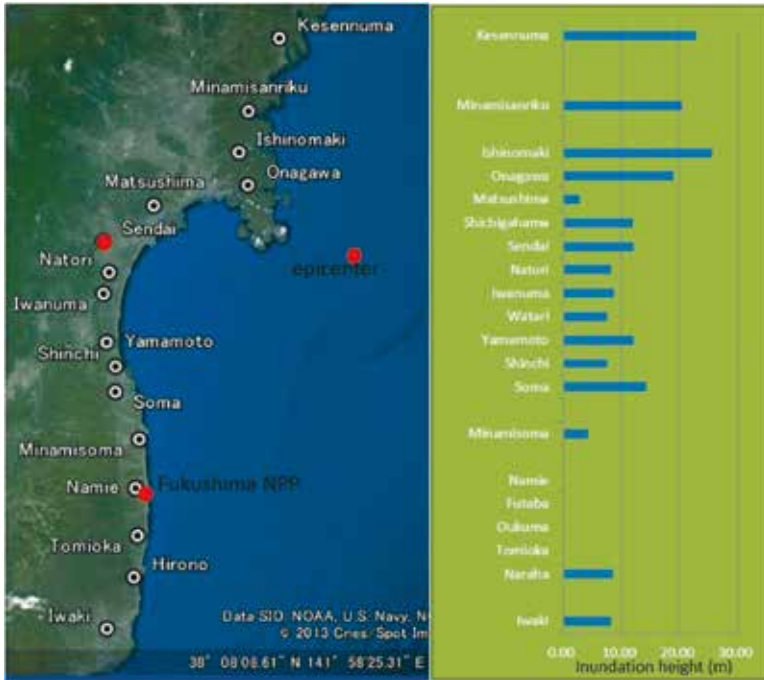 Kesennuma
Minamisanriku
Ishinomaki
Onagawa
Matsushima
Sendai
Natori
epicenter
Iwanuma
Yamamoto
Shinchi
Soma
Minamisoma
Namie
Fukushima NPP
Tomioka
Hirono
Iwaki
Data SIO, NOAA, U.S. Navy,
© 2013 Cnes/Spot Im
38° 08'08.61" N 141° 58'25.31" E
Kesennuma
Minamisanriku
Ishinomaki
Onagawa
Matsushima
Shichigahama
Sendai
Natori
Iwanuma
Watari
Yamamoto
Shinchi
Soma
Minamisoma
Namie
Futaba
Ookuma
Tomioka
Naraha
Iwaki
0.00 10.00 20.00 30.00
Inundation height (m)